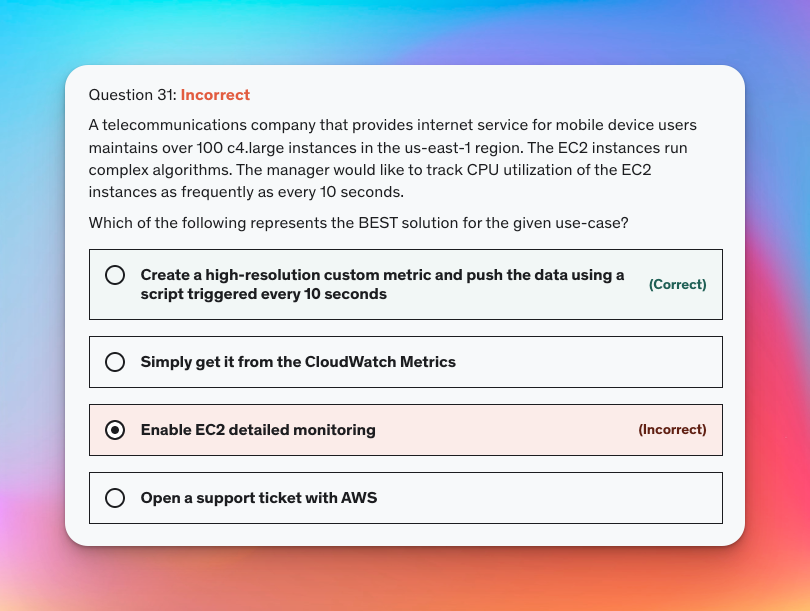 Question 31: Incorrect
A telecommunications company that provides internet service for mobile device users
maintains over 100 c4.large instances in the us-east-1 region. The EC2 instances run
complex algorithms. The manager would like to track CPU utilization of the EC2
instances as frequently as every 10 seconds.
Which of the following represents the BEST solution for the given use-case?
Create a high-resolution custom metric and push the data using a
script triggered every 10 seconds
(Correct)
Simply get it from the CloudWatch Metrics
Enable EC2 detailed monitoring
(Incorrect)
Open a support ticket with AWS